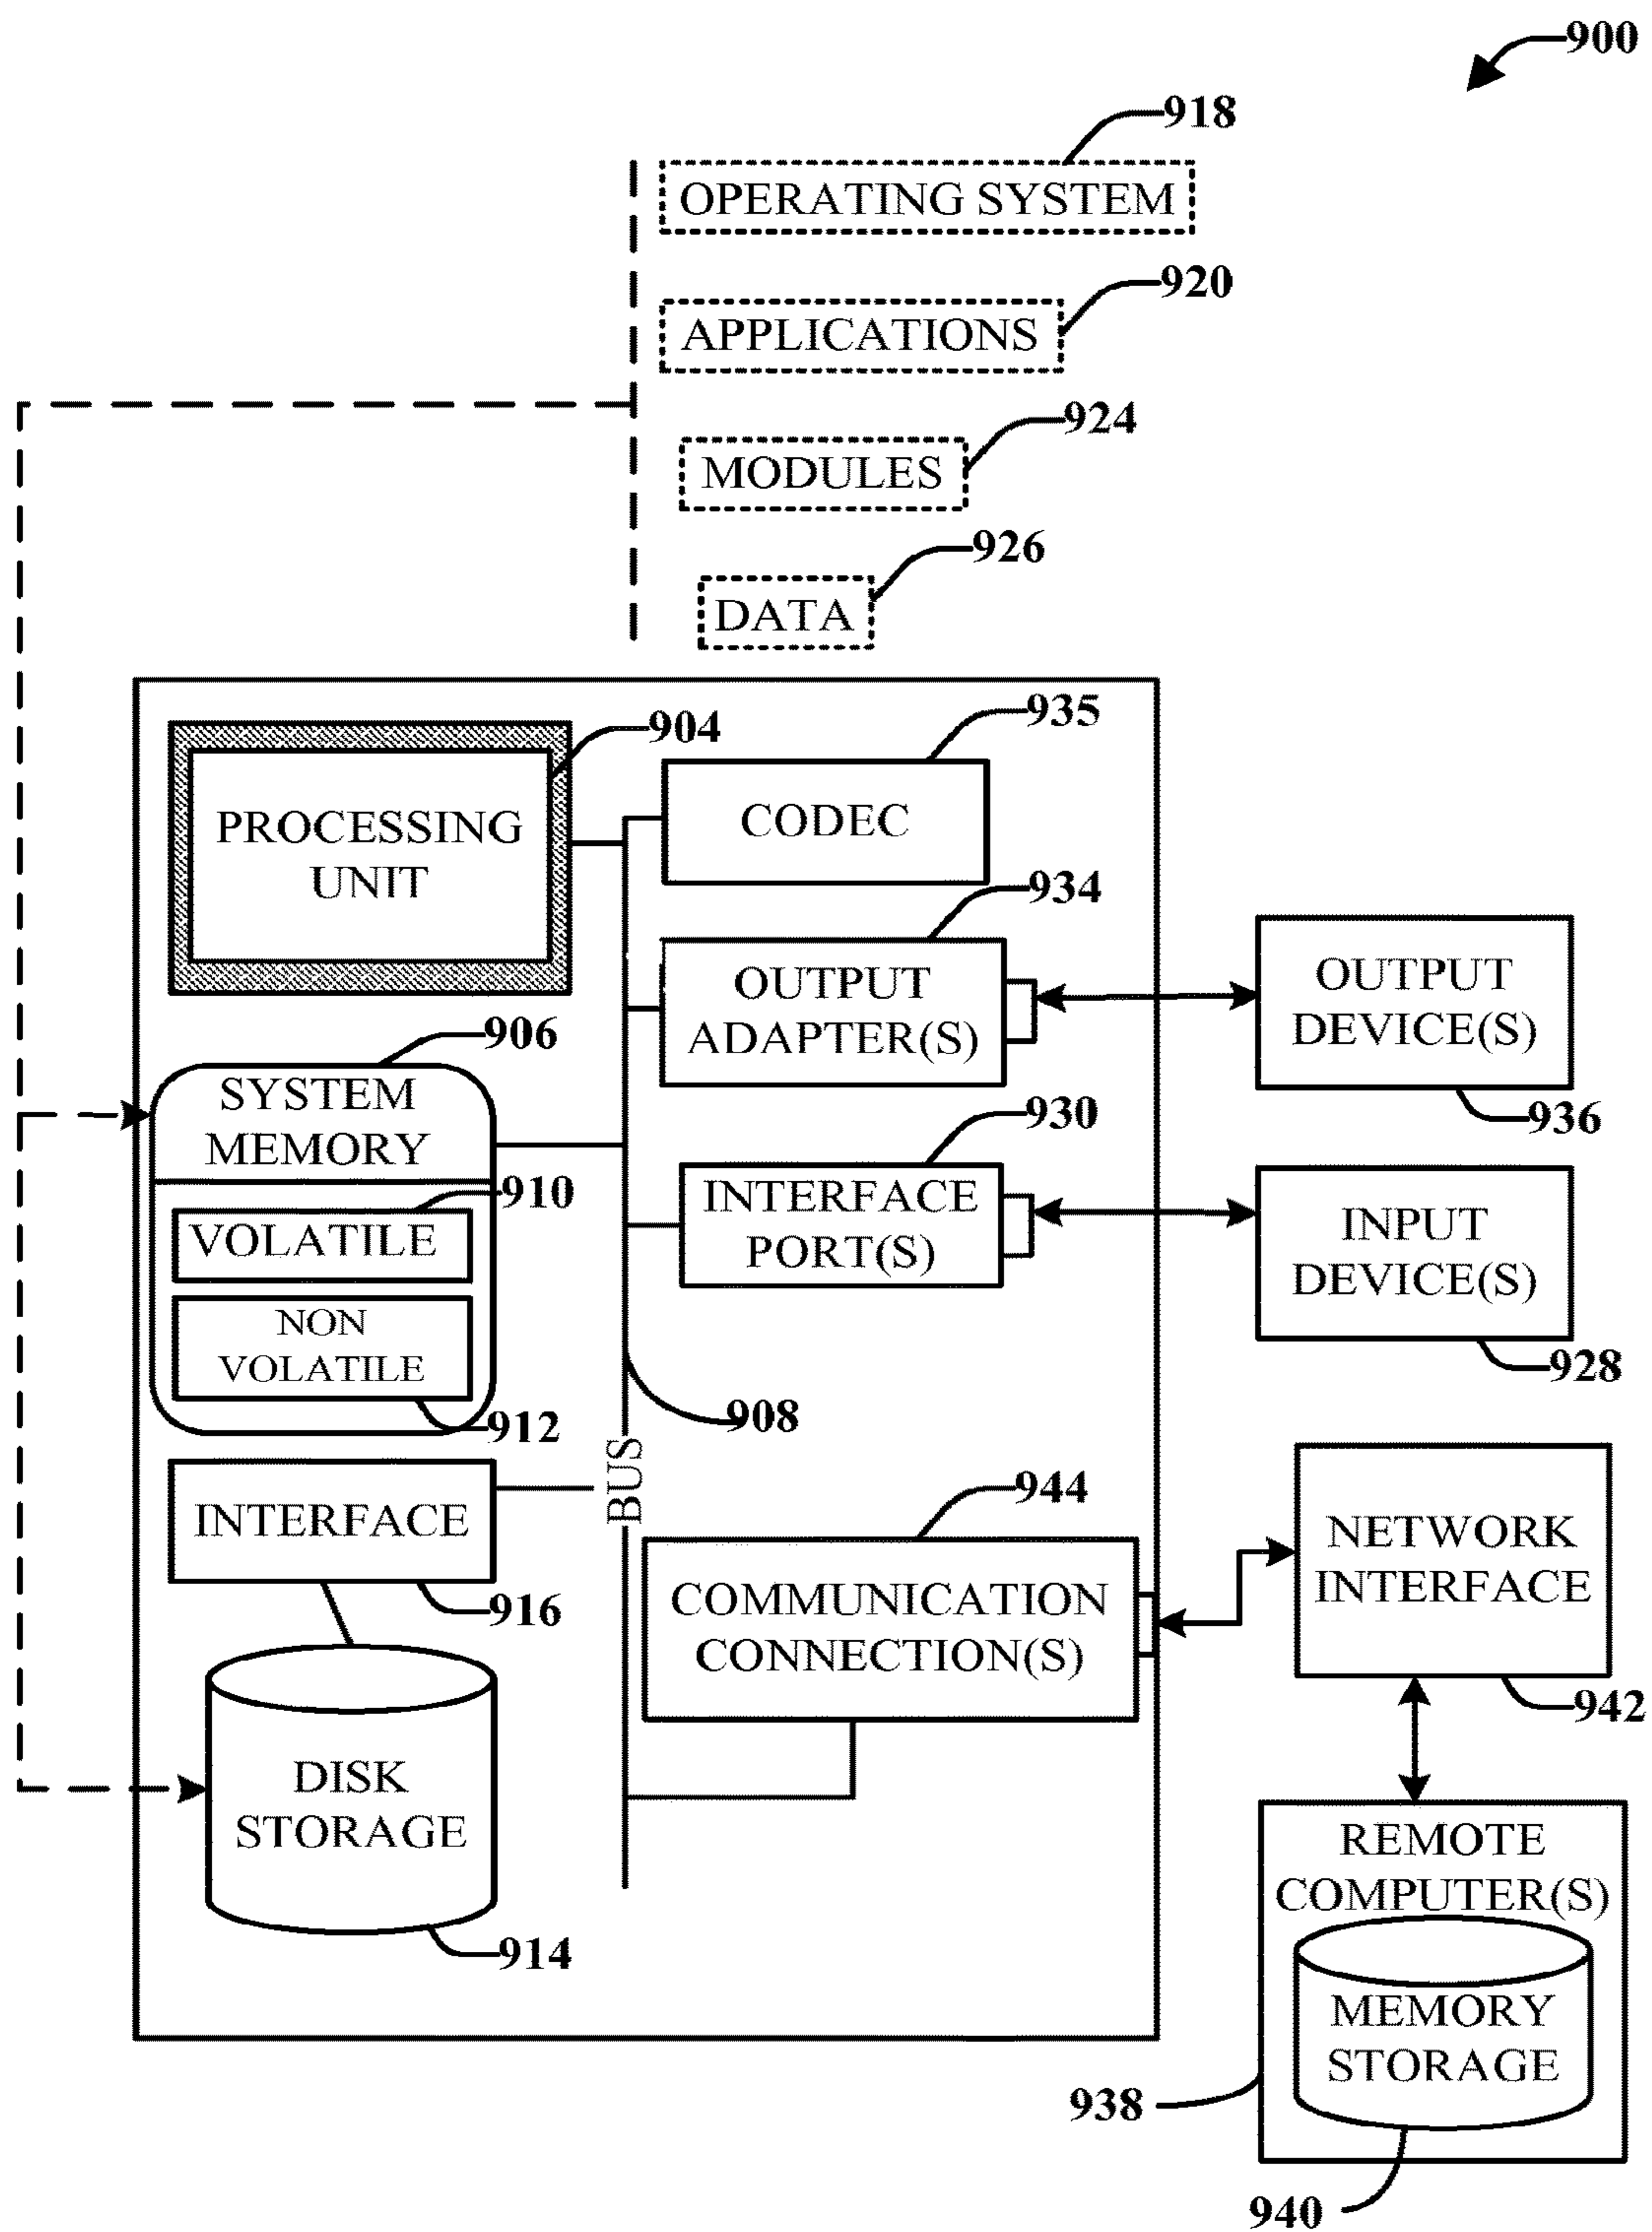 900
918
OPERATING SYSTEM
920
APPLICATIONS
924
MODULES
926
DATA
904
PROCESSING
UNIT
935
CODEC
934
OUTPUT
ADAPTER(S)
OUTPUT
DEVICE(S)
936
906
SYSTEM
MEMORY
910
VOLATILE
NON
VOLATILE
912
930
INTERFACE
PORT(S)
INPUT
DEVICE(S)
928
908
BUS
INTERFACE
916
944
COMMUNICATION
CONNECTION(S)
NETWORK
INTERFACE
942
DISK
STORAGE
914
REMOTE
COMPUTER(S)
MEMORY
STORAGE
938
940